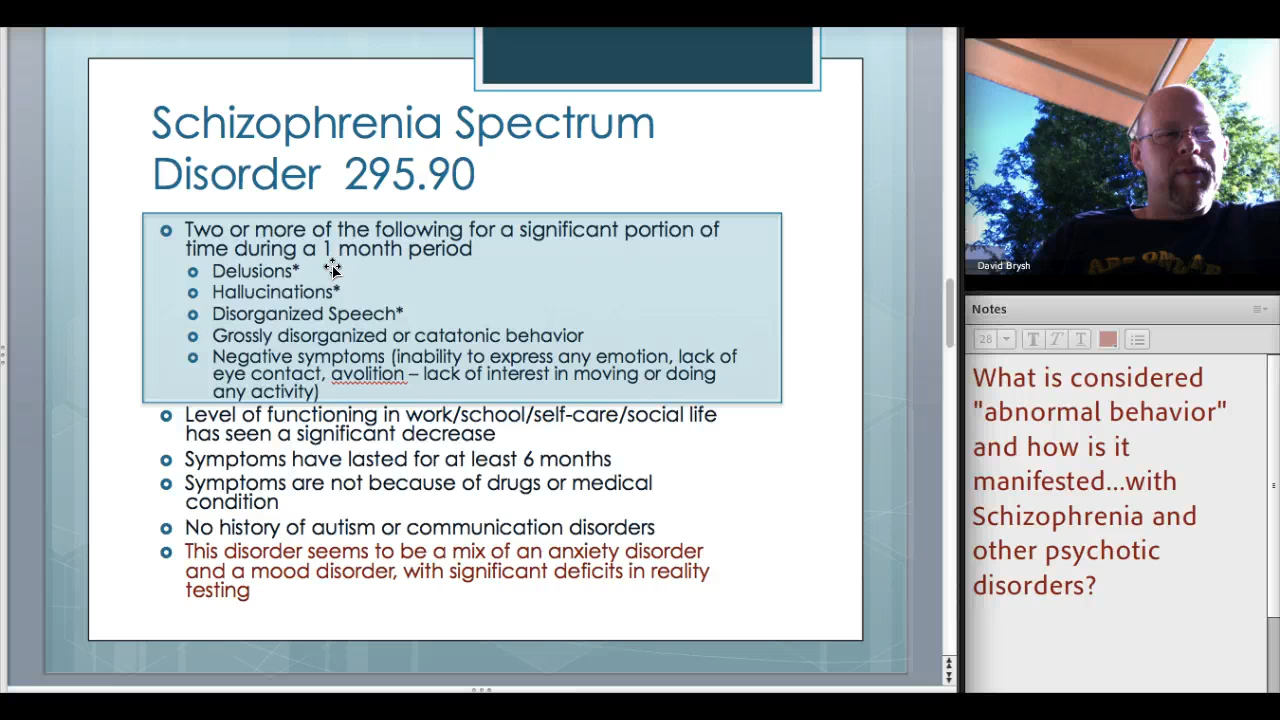 Schizophrenia Spectrum
Disorder 295.90
Two or more of the following for a significant portion of
time during a 1 month period
Delusions*
Hallucinations*
Disorganized Speech*
Grossly disorganized or catatonic behavior
Negative symptoms (inability to express any emotion, lack of
eye contact, avolition – lack of interest in moving or doing
any activity)
Level of functioning in work/school/self-care/social life
has seen a significant decrease
Symptoms have lasted for at least 6 months
Symptoms are not because of drugs or medical
condition
No history of autism or communication disorders
This disorder seems to be a mix of an anxiety disorder
and a mood disorder, with significant deficits in reality
testing
David Brysh
Notes
28 T T T
What is considered
"abnormal behavior"
and how is it
manifested...with
Schizophrenia and
other psychotic
disorders?